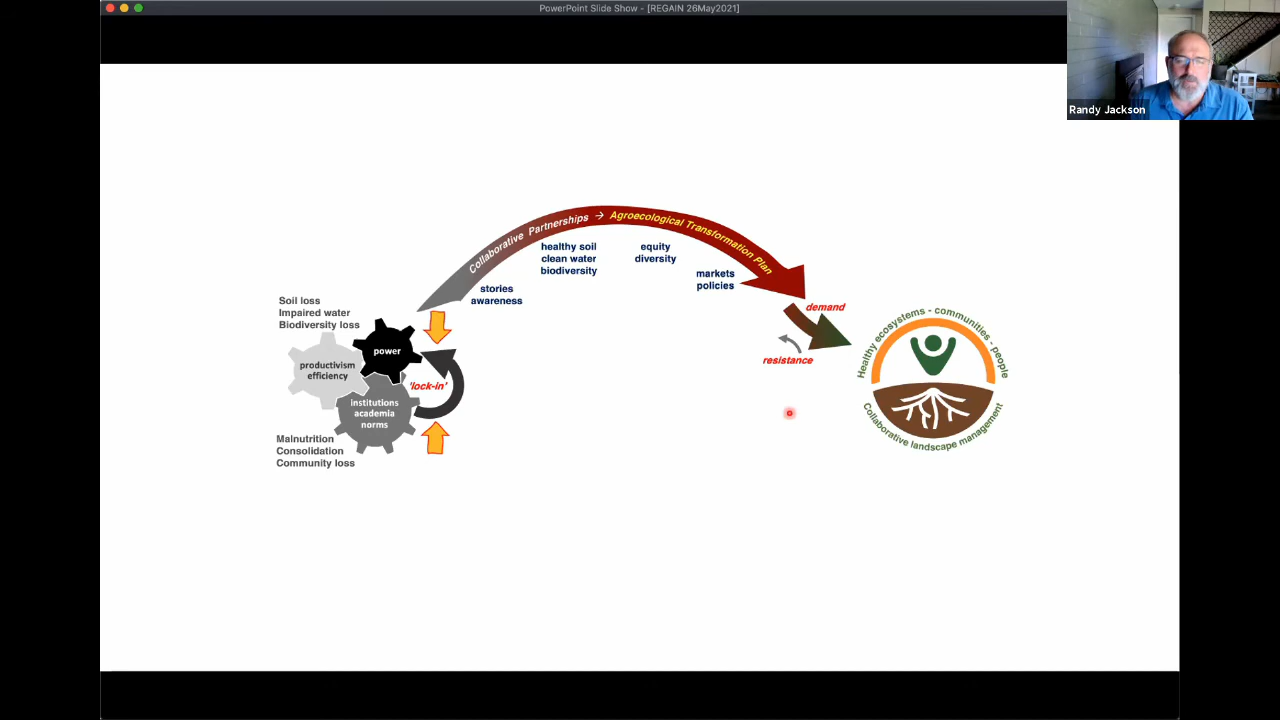 PowerPoint Slide Show - [REGAIN 26May2021]
Randy Jackson
Collaborative Partnerships → Agroecological Transformation Plan
healthy soil
clean water
biodiversity
equity
diversity
markets
policies
stories
awareness
Soil loss
Impaired water
Biodiversity loss
power
productivism
efficiency
'lock-in'
institutions
academia
norms
Malnutrition
Consolidation
Community loss
demand
resistance
Healthy ecosystems - communities - people
Collaborative landscape management